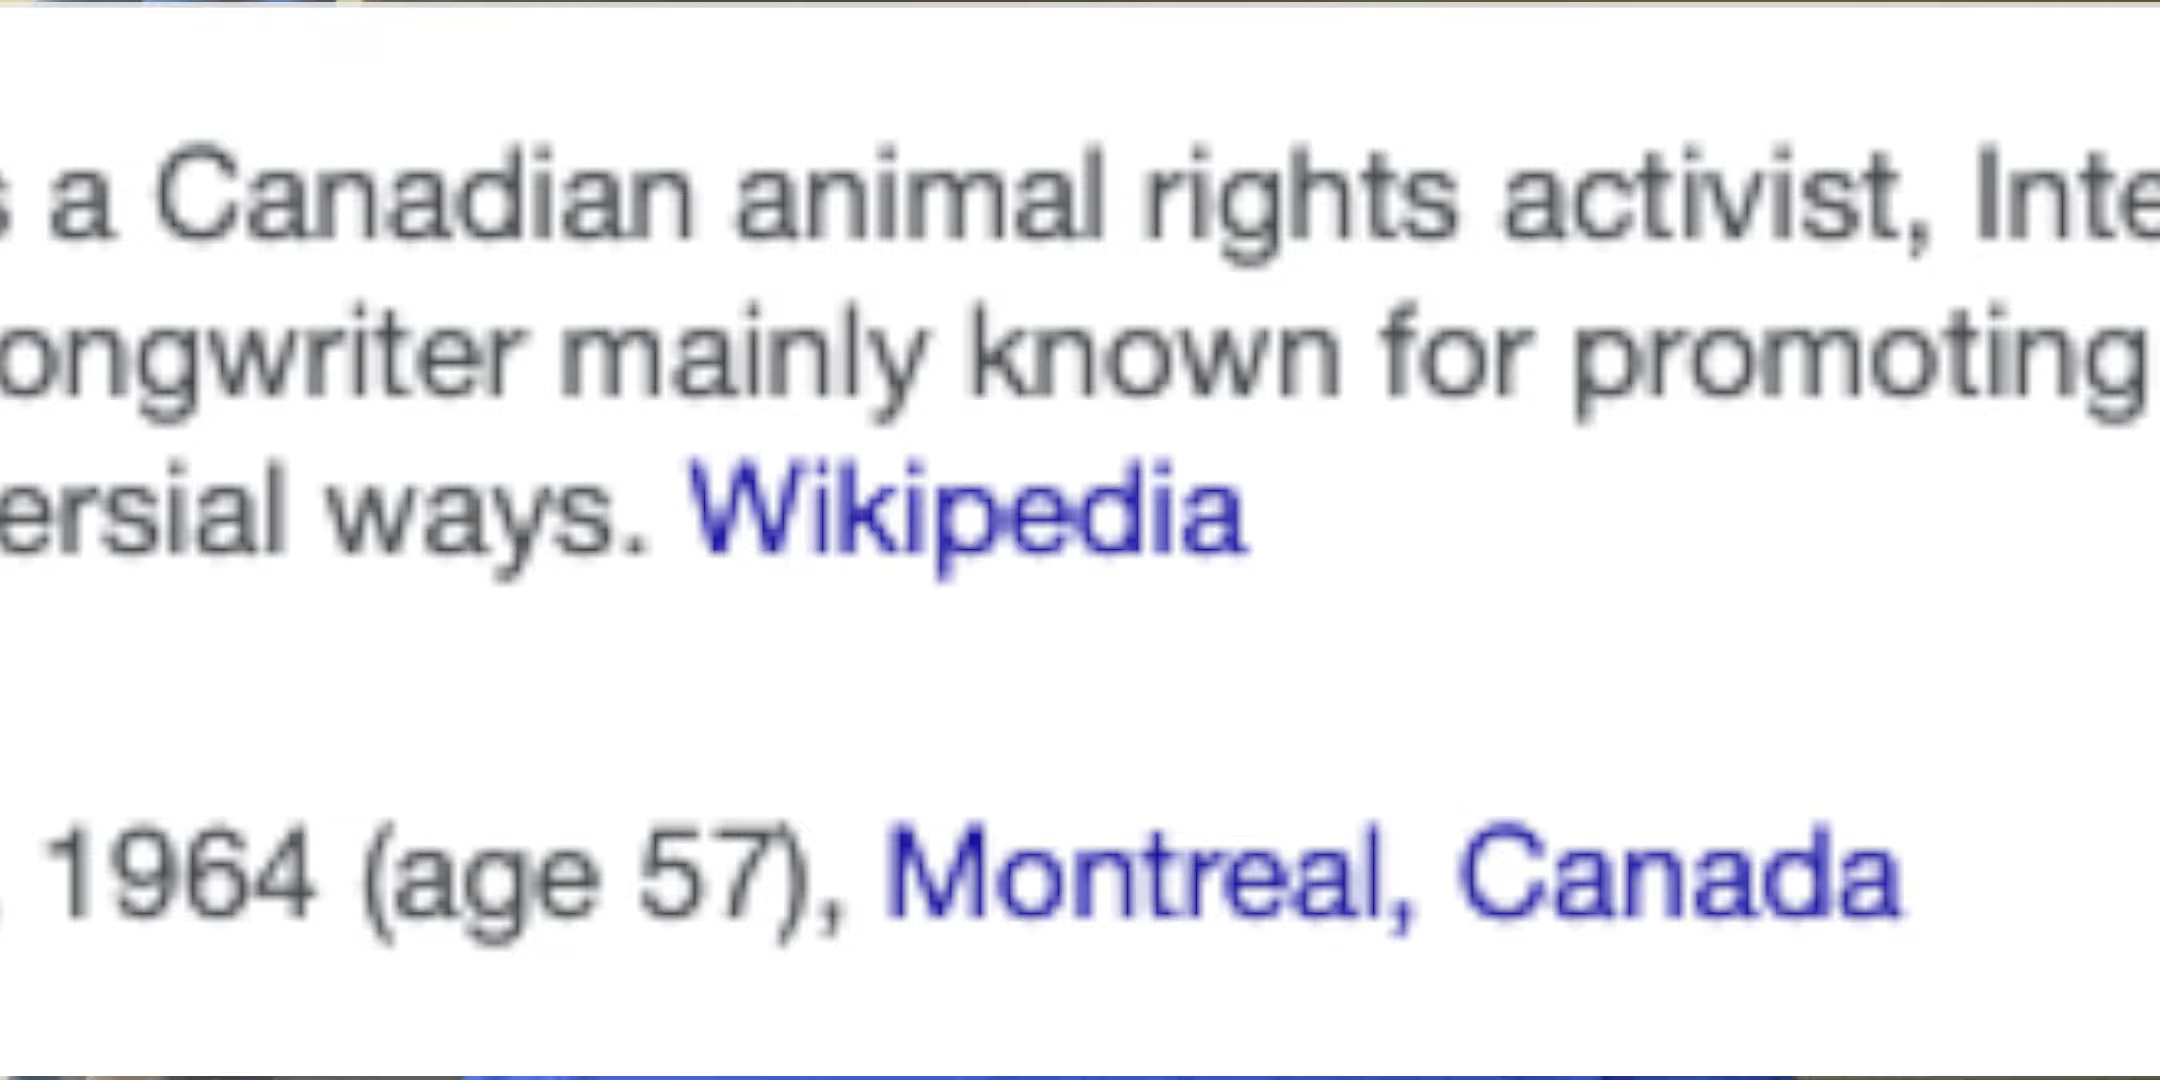 s a Canadian animal rights activist, Inte
ongwriter mainly known for promoting
ersial ways. Wikipedia
, 1964 (age 57), Montreal, Canada